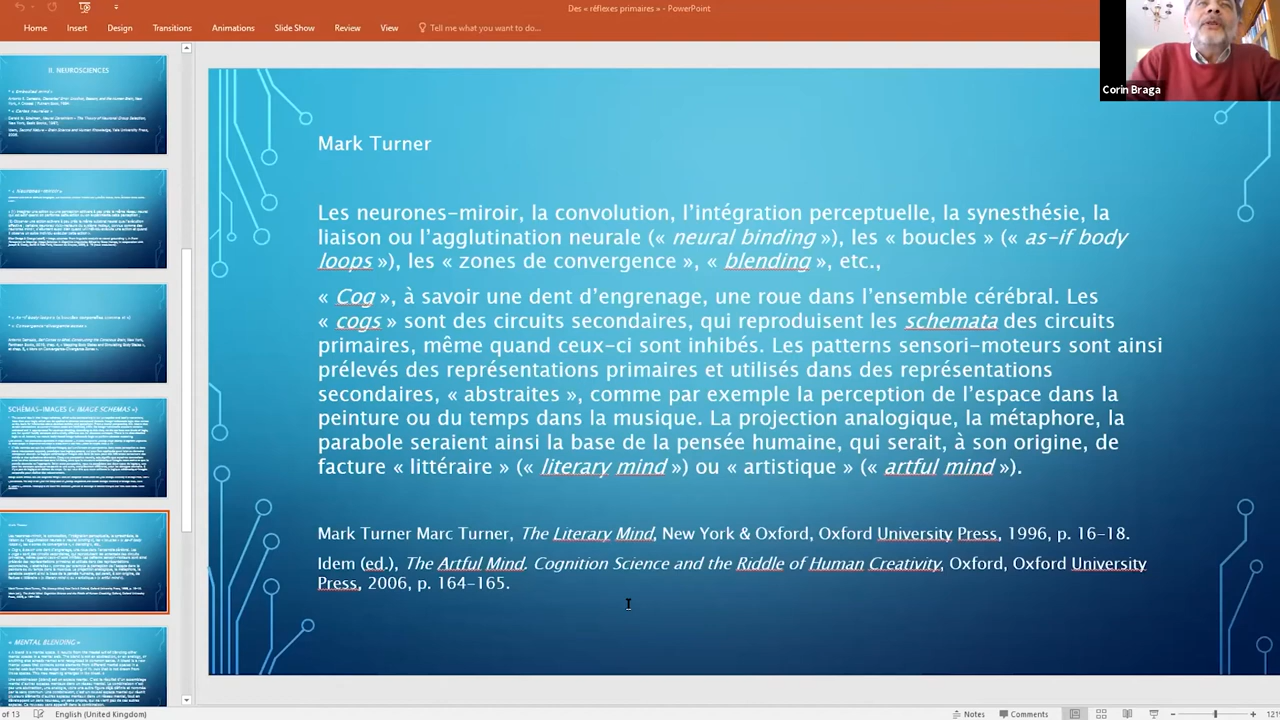 Des « réflexes primaires » - PowerPoint
Home Insert Design Transitions Animations Slide Show Review View Tell me what you want to do...
Corin Braga
II. NEUROSCIENCES
Mark Turner
Les neurones-miroir, la convolution, l'intégration perceptuelle, la synesthésie, la
liaison ou l'agglutination neurale (« neural binding »), les « boucles » (« as-if body
loops »), les « zones de convergence », « blending », etc.,
« Cog », à savoir une dent d'engrenage, une roue dans l'ensemble cérébral. Les
« cogs » sont des circuits secondaires, qui reproduisent les schemata des circuits
primaires, même quand ceux-ci sont inhibés. Les patterns sensori-moteurs sont ainsi
prélevés des représentations primaires et utilisés dans des représentations
secondaires, « abstraites », comme par exemple la perception de l'espace dans la
peinture ou du temps dans la musique. La pensée analogique, la métaphore, la
parabole seraient donc à la base de la pensée humaine, qui serait, à son origine, de
facture « littéraire » (« literary mind ») ou « artistique » (« artful mind »).
Mark Turner Marc Turner, The Literary Mind, New York & Oxford, Oxford University Press, 1996, p. 16-18.
Idem (ed.), The Artful Mind. Cognition Science and the Riddle of Human Creativity, Oxford, Oxford University
Press, 2006, p. 164-165.
SCHÉMAS-IMAGES (« IMAGE SCHEMAS »)
« MENTAL BLENDING »
of 13 English (United Kingdom) Notes Comments